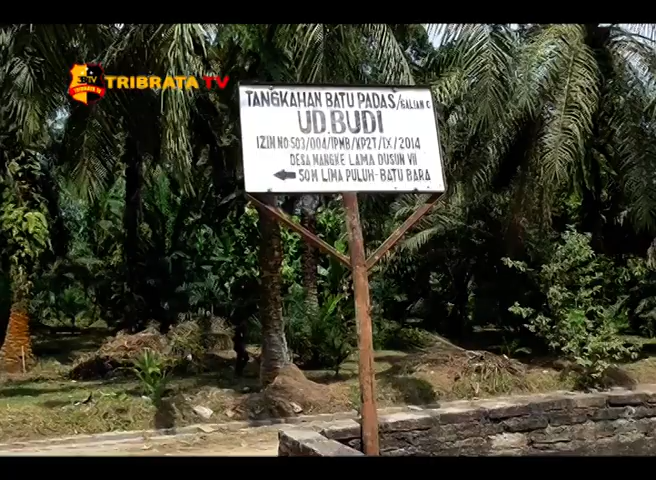 TRIBRATA TV
TANGKAHAN BATU PADAS/GALIAN C
UD.BUDI
IZIN NO 503/004/IPMB/KP2T/IX/2014
DESA MANGKE LAMA DUSUN VII
50M LIMA PULUH-BATU BARA